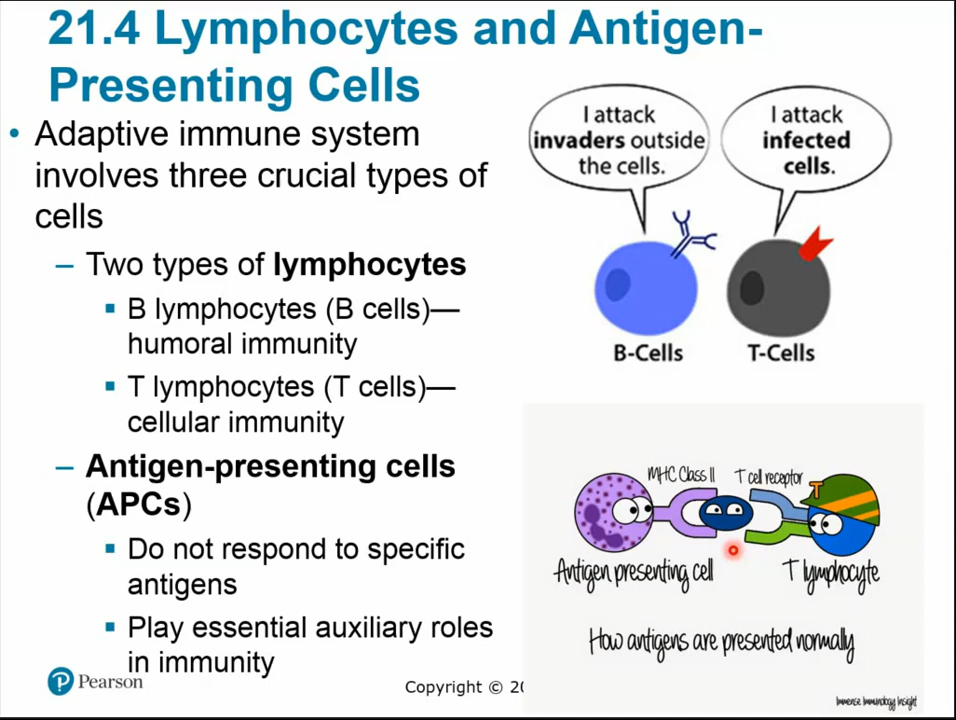 21.4 Lymphocytes and Antigen-
Presenting Cells
• Adaptive immune system
involves three crucial types of
cells
– Two types of lymphocytes
▪ B lymphocytes (B cells)—
humoral immunity
▪ T lymphocytes (T cells)—
cellular immunity
– Antigen-presenting cells
(APCs)
▪ Do not respond to specific
antigens
▪ Play essential auxiliary roles
in immunity
I attack
invaders outside
the cells.
I attack
infected
cells.
B-Cells
T-Cells
MHC Class II
T cell receptor
T
Antigen presenting cell
T lymphocyte
How antigens are presented normally
Immense Immunology Insight
P Pearson
Copyright © 20